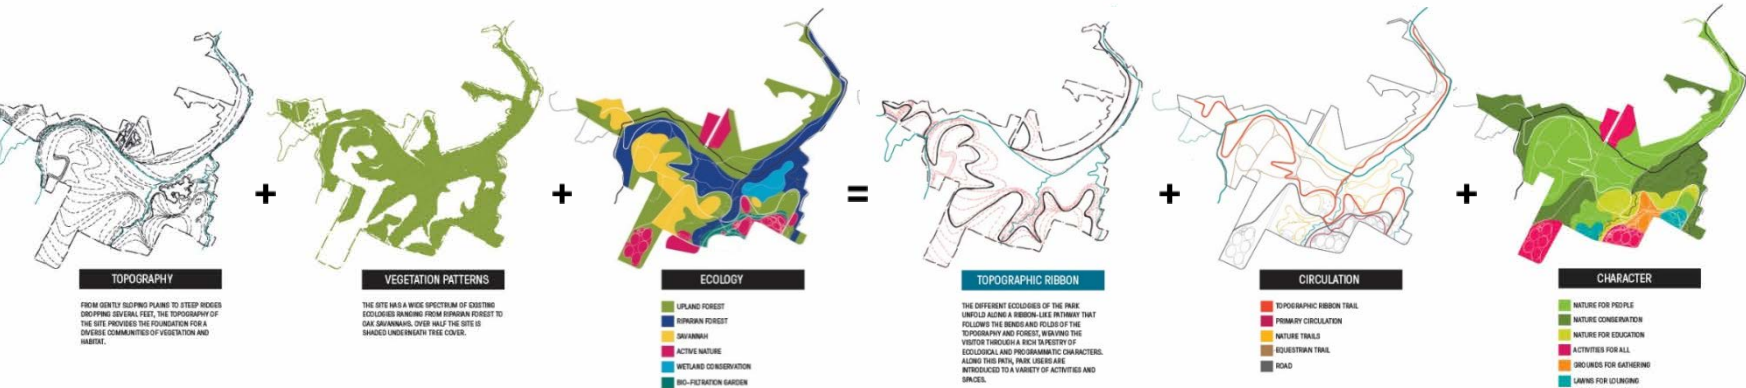 +
+
=
+
+
TOPOGRAPHY
FROM GENTLY SLOPING PLAINS TO STEEP RIDGES
DROPPING SEVERAL FEET, THE TOPOGRAPHY OF
THE SITE PROVIDES THE FOUNDATION FOR A
DIVERSE COMMUNITIES OF VEGETATION AND
HABITAT.
VEGETATION PATTERNS
THE SITE HAS A WIDE SPECTRUM OF EXISTING
ECOLOGIES RANGING FROM RIPARIAN FOREST TO
OAK SAVANNAHS. OVER HALF THE SITE IS
SHADED UNDERNEATH TREE COVER.
ECOLOGY
UPLAND FOREST
RIPARIAN FOREST
SAVANNAH
ACTIVE NATURE
WETLAND CONSERVATION
BIO-FILTRATION GARDEN
TOPOGRAPHIC RIBBON
THE DIFFERENT ECOLOGIES OF THE PARK
UNFOLD ALONG A RIBBON-LIKE PATHWAY THAT
FOLLOWS THE BENDS AND FOLDS OF THE
TOPOGRAPHY AND FOREST, WEAVING THE
VISITOR THROUGH A RICH TAPESTRY OF
ECOLOGICAL AND PROGRAMMATIC CHARACTERS.
ALONG THIS PATH, PARK USERS ARE
INTRODUCED TO A VARIETY OF ACTIVITIES AND
SPACES.
CIRCULATION
TOPOGRAPHIC RIBBON TRAIL
PRIMARY CIRCULATION
NATURE TRAILS
EQUESTRIAN TRAIL
ROAD
CHARACTER
NATURE FOR PEOPLE
NATURE CONSERVATION
NATURE FOR EDUCATION
ACTIVITIES FOR ALL
GROUNDS FOR GATHERING
LAWNS FOR LOUNGING